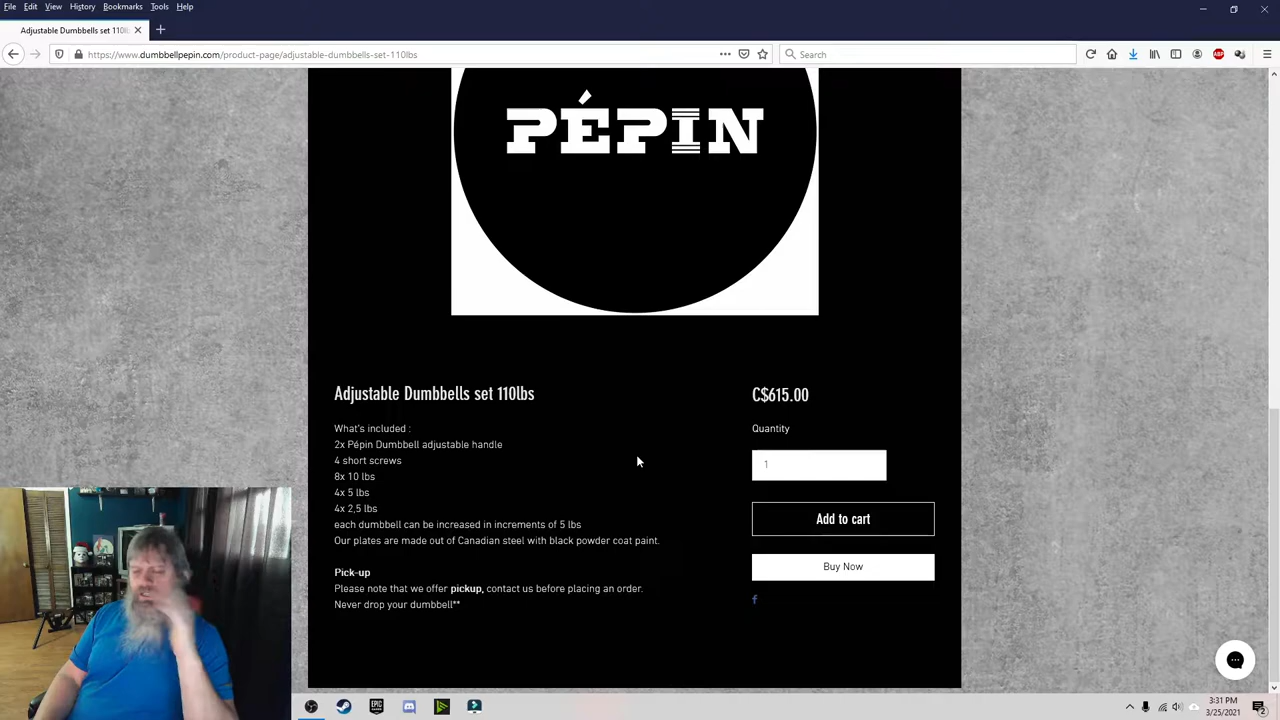 File Edit View History Bookmarks Tools Help
Adjustable Dumbbells set 110lb
https://www.dumbbellpepin.com/product-page/adjustable-dumbbells-set-110lbs
Search
ABP
PÉPIN
Adjustable Dumbbells set 110lbs
C$615.00
What's included :
Quantity
2x Pépin Dumbbell adjustable handle
4 short screws
1
8x 10 lbs
4x 5 lbs
4x 2,5 lbs
Add to cart
each dumbbell can be increased in increments of 5 lbs
Our plates are made out of Canadian steel with black powder coat paint.
Buy Now
Pick-up
Please note that we offer pickup, contact us before placing an order.
Never drop your dumbbell**
f
EPIC
3:31 PM
3/25/2021
2